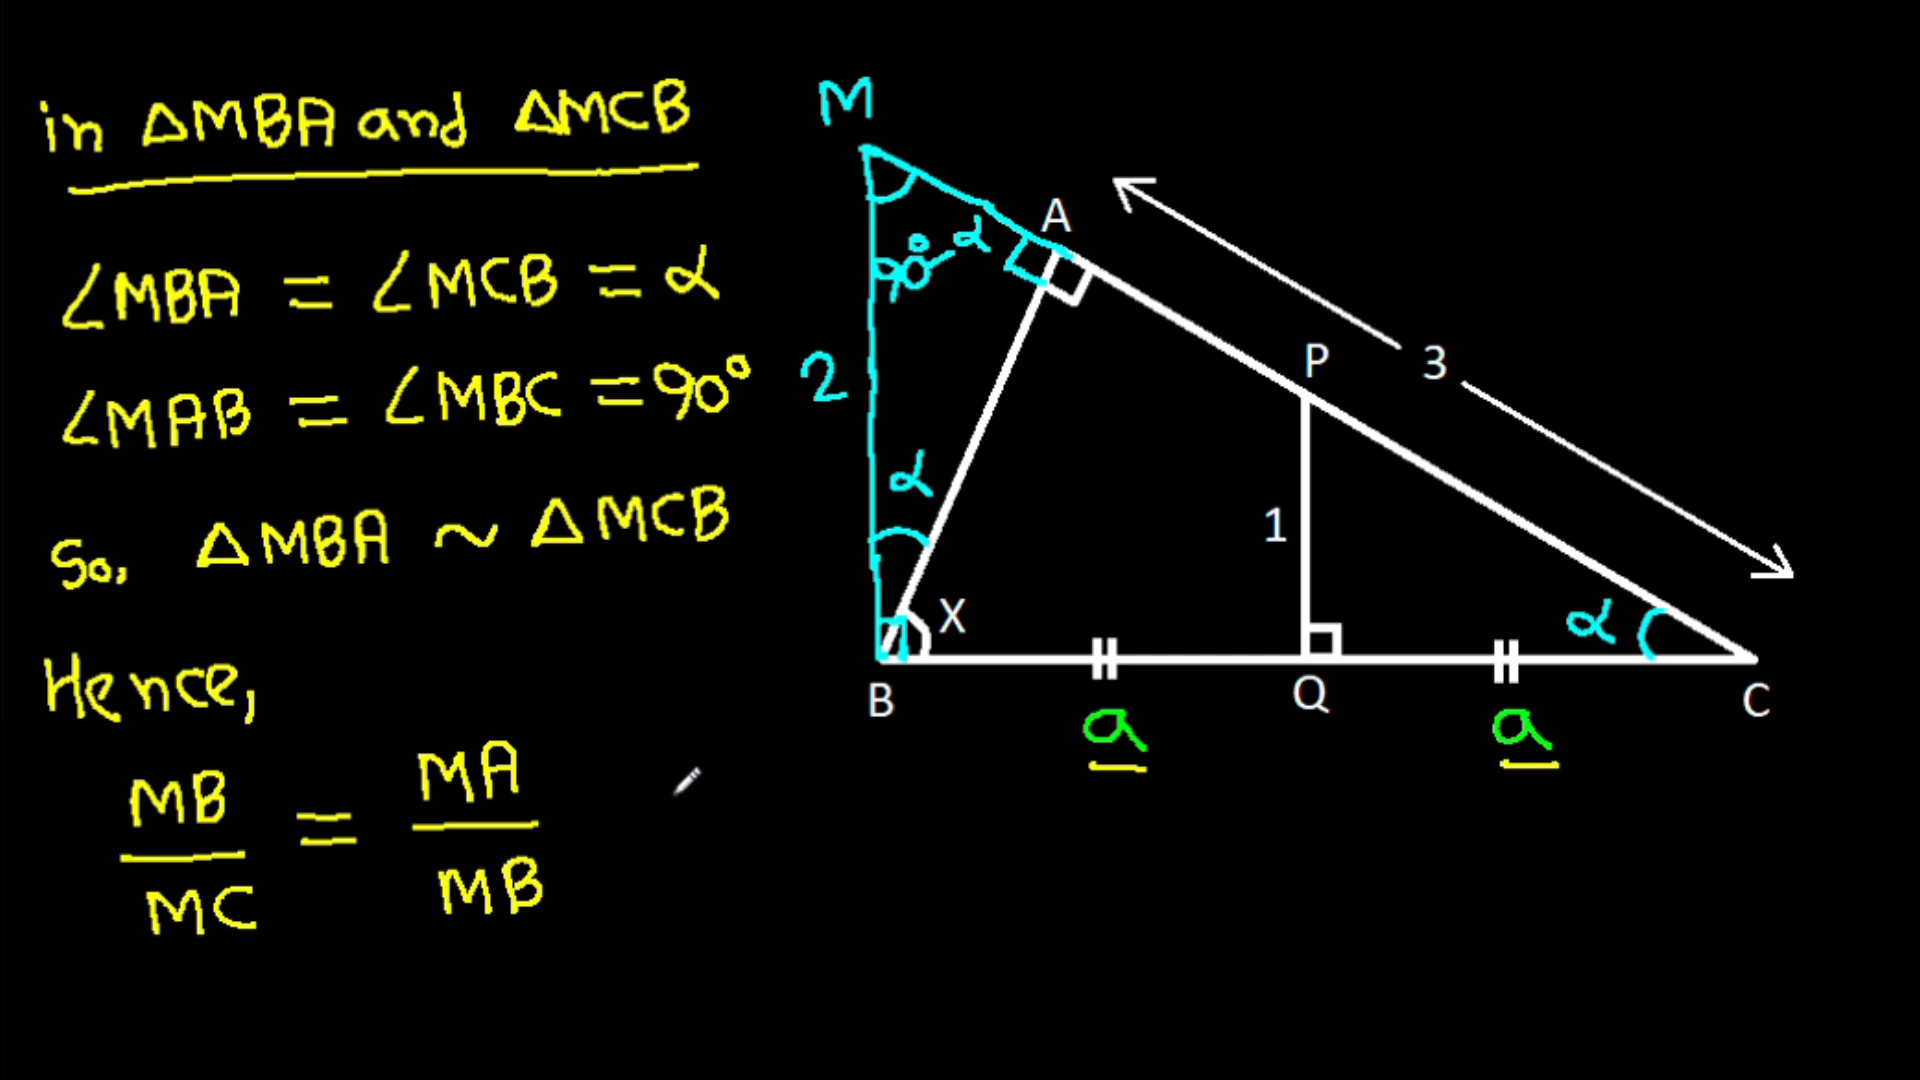 in ΔMBA and ΔMCB
∠MBA = ∠MCB = α
∠MAB = ∠MBC = 90°
So, ΔMBA ~ ΔMCB
Hence,
MB/MC = MA/MB
M
A
90°-α
P
3
2
α
1
X
α
B
Q
C
a
a